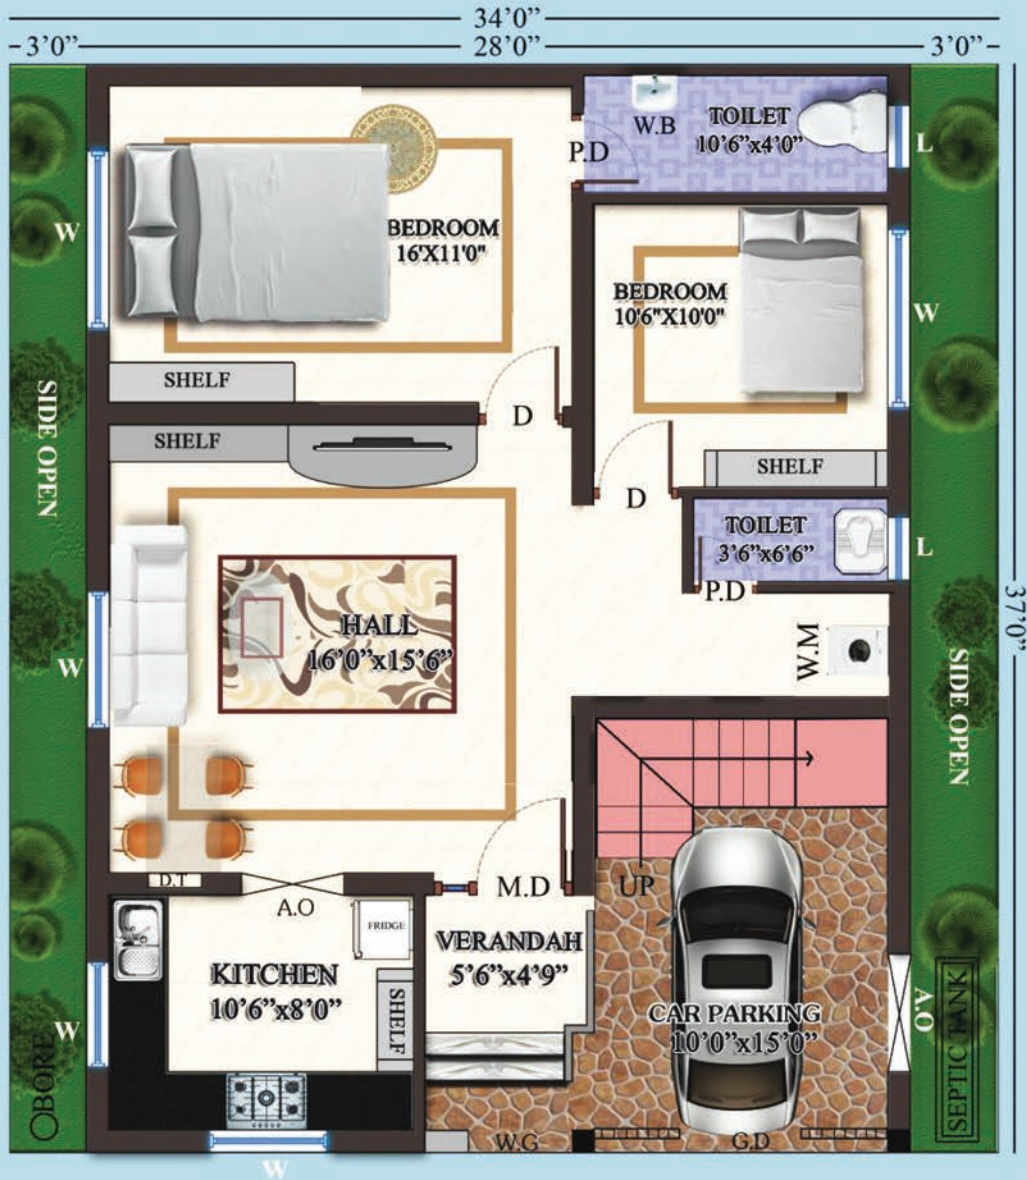 34’0”
3’0” 28’0” 3’0”
W.B
TOILET
10’6”x4’0”
L
P.D
W
BEDROOM
16'X11'0"
BEDROOM
10'6"X10'0"
W
SHELF
D
SHELF
SHELF
D
SIDE OPEN
TOILET
3’6”x6’6”
L
P.D
37’0”
HALL
16’0”x15’6”
W.M
W
SIDE OPEN
D.T
A.O
M.D
UP
FRIDGE
VERANDAH
5’6”x4’9”
KITCHEN
10’6”x8’0”
SHELF
CAR PARKING
10’0”x15’0”
A.O
SEPTIC TANK
W
BORE
W.G
G.D
W